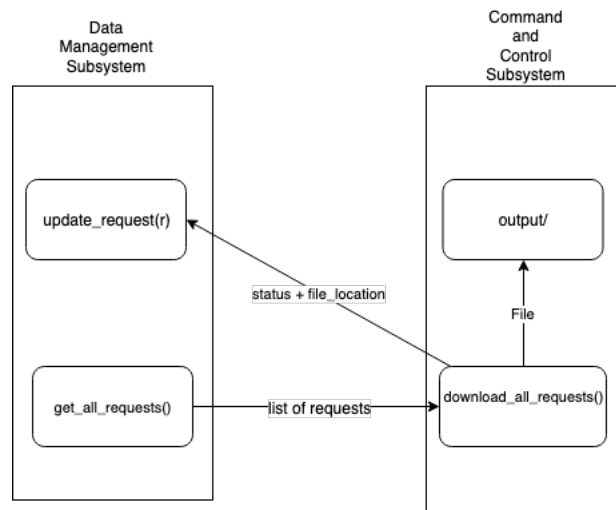 Data
Management
Subsystem
Command
and
Control
Subsystem
update_request(r)
output/
status + file_location
File
get_all_requests()
list of requests
download_all_requests()